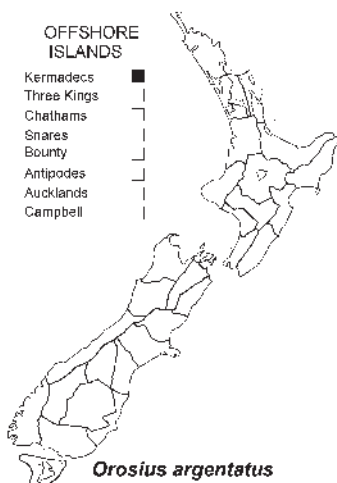 OFFSHORE
ISLANDS
Kermadecs
Three Kings
Chathams
Snares
Bounty
Antipodes
Aucklands
Campbell
Orosius argentatus